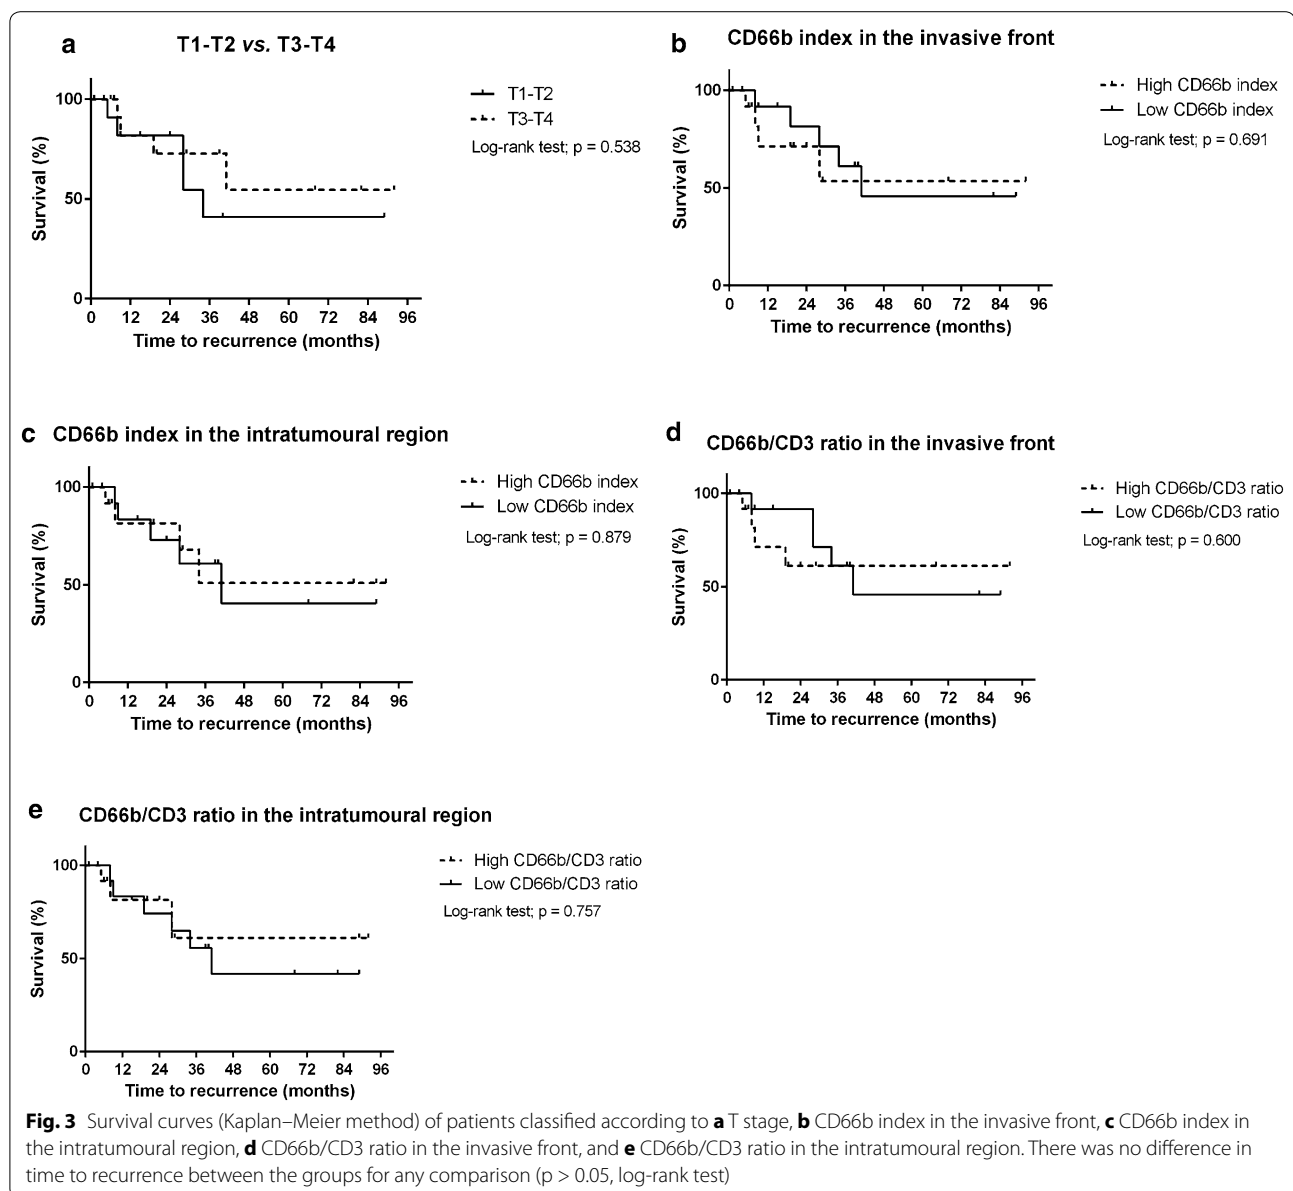 a
T1-T2 vs. T3-T4
100
50
0
Survival (%)
0 12 24 36 48 60 72 84 96
Time to recurrence (months)
T1-T2
T3-T4
Log-rank test; p = 0.538
b
CD66b index in the invasive front
100
50
0
Survival (%)
0 12 24 36 48 60 72 84 96
Time to recurrence (months)
High CD66b index
Low CD66b index
Log-rank test; p = 0.691
c
CD66b index in the intratumoural region
100
50
0
Survival (%)
0 12 24 36 48 60 72 84 96
Time to recurrence (months)
High CD66b index
Low CD66b index
Log-rank test; p = 0.879
d
CD66b/CD3 ratio in the invasive front
100
50
0
Survival (%)
0 12 24 36 48 60 72 84 96
Time to recurrence (months)
High CD66b/CD3 ratio
Low CD66b/CD3 ratio
Log-rank test; p = 0.600
e
CD66b/CD3 ratio in the intratumoural region
100
50
0
Survival (%)
0 12 24 36 48 60 72 84 96
Time to recurrence (months)
High CD66b/CD3 ratio
Low CD66b/CD3 ratio
Log-rank test; p = 0.757
Fig. 3 Survival curves (Kaplan–Meier method) of patients classified according to a T stage, b CD66b index in the invasive front, c CD66b index in
the intratumoural region, d CD66b/CD3 ratio in the invasive front, and e CD66b/CD3 ratio in the intratumoural region. There was no difference in
time to recurrence between the groups for any comparison (p > 0.05, log-rank test)